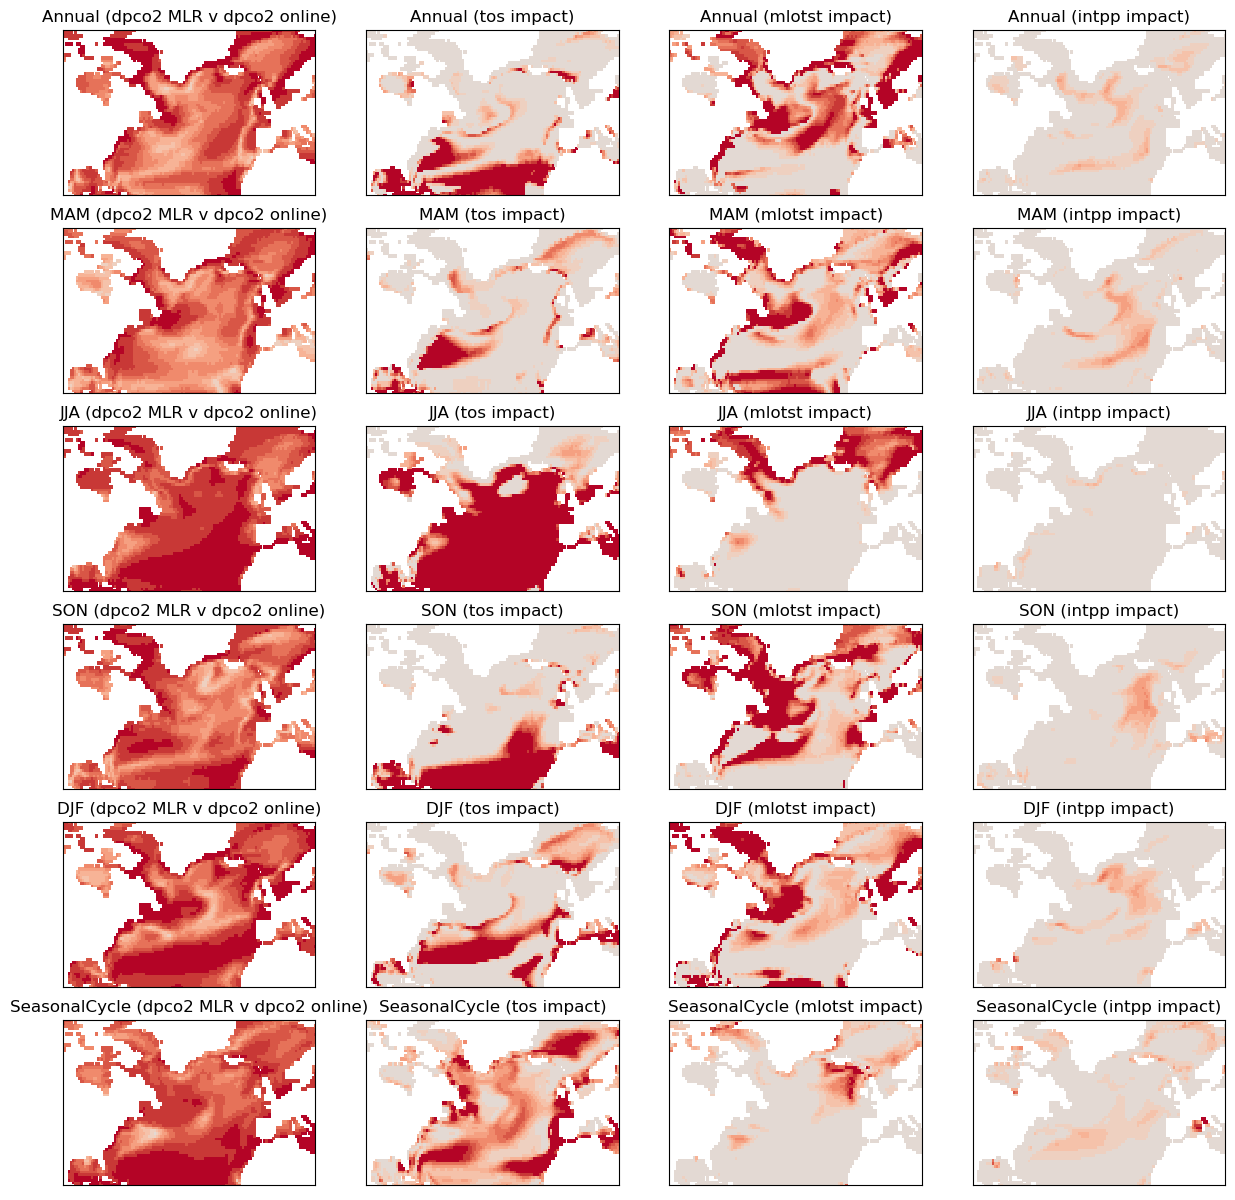 Annual (dpco2 MLR v dpco2 online)
Annual (tos impact)
Annual (mlotst impact)
Annual (intpp impact)
MAM (dpco2 MLR v dpco2 online)
MAM (tos impact)
MAM (mlotst impact)
MAM (intpp impact)
JJA (dpco2 MLR v dpco2 online)
JJA (tos impact)
JJA (mlotst impact)
JJA (intpp impact)
SON (dpco2 MLR v dpco2 online)
SON (tos impact)
SON (mlotst impact)
SON (intpp impact)
DJF (dpco2 MLR v dpco2 online)
DJF (tos impact)
DJF (mlotst impact)
DJF (intpp impact)
SeasonalCycle (dpco2 MLR v dpco2 online)
SeasonalCycle (tos impact)
SeasonalCycle (mlotst impact)
SeasonalCycle (intpp impact)